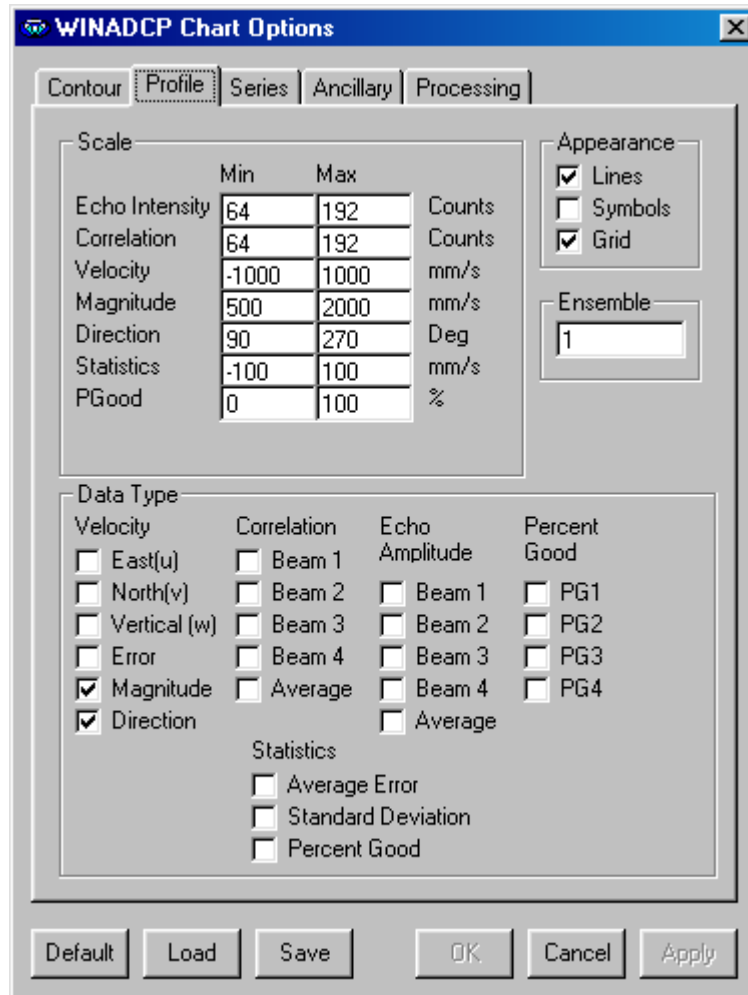 WINADCP Chart Options
Contour Profile Series Ancillary Processing
Scale
Min Max
Echo Intensity 64 192 Counts
Correlation 64 192 Counts
Velocity -1000 1000 mm/s
Magnitude 500 2000 mm/s
Direction 90 270 Deg
Statistics -100 100 mm/s
PGood 0 100 %
Appearance
Lines
Symbols
Grid
Ensemble
1
Data Type
Velocity
East(u)
North(v)
Vertical (w)
Error
Magnitude
Direction
Correlation
Beam 1
Beam 2
Beam 3
Beam 4
Average
Echo
Amplitude
Beam 1
Beam 2
Beam 3
Beam 4
Average
Percent
Good
PG1
PG2
PG3
PG4
Statistics
Average Error
Standard Deviation
Percent Good
Default Load Save OK Cancel Apply